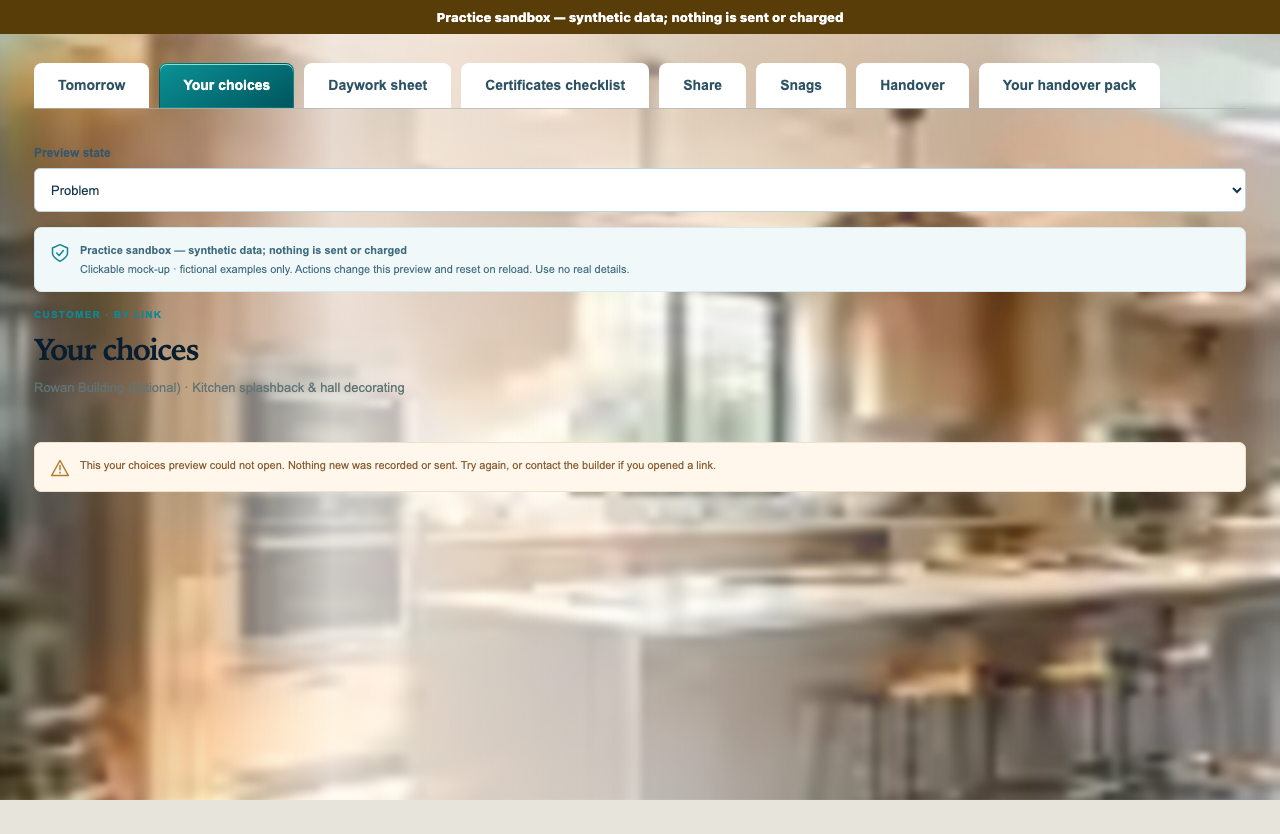 Practice sandbox — synthetic data; nothing is sent or charged
Tomorrow
Your choices
Daywork sheet
Certificates checklist
Share
Snags
Handover
Your handover pack
Preview state
Problem
Practice sandbox — synthetic data; nothing is sent or charged
Clickable mock-up · fictional examples only. Actions change this preview and reset on reload. Use no real details.
CUSTOMER · BY LINK
Your choices
Rowan Building (fictional) · Kitchen splashback & hall decorating
This your choices preview could not open. Nothing new was recorded or sent. Try again, or contact the builder if you opened a link.